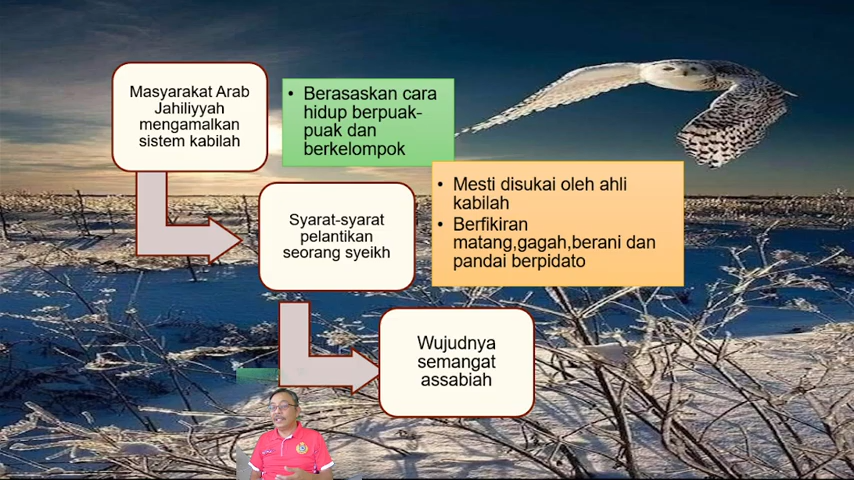 Masyarakat Arab
Jahiliyyah
mengamalkan
sistem kabilah
• Berasaskan cara
hidup berpuak-
puak dan
berkelompok
Syarat-syarat
pelantikan
seorang syeikh
• Mesti disukai oleh ahli
kabilah
• Berfikiran
matang,gagah,berani dan
pandai berpidato
Wujudnya
semangat
assabiah